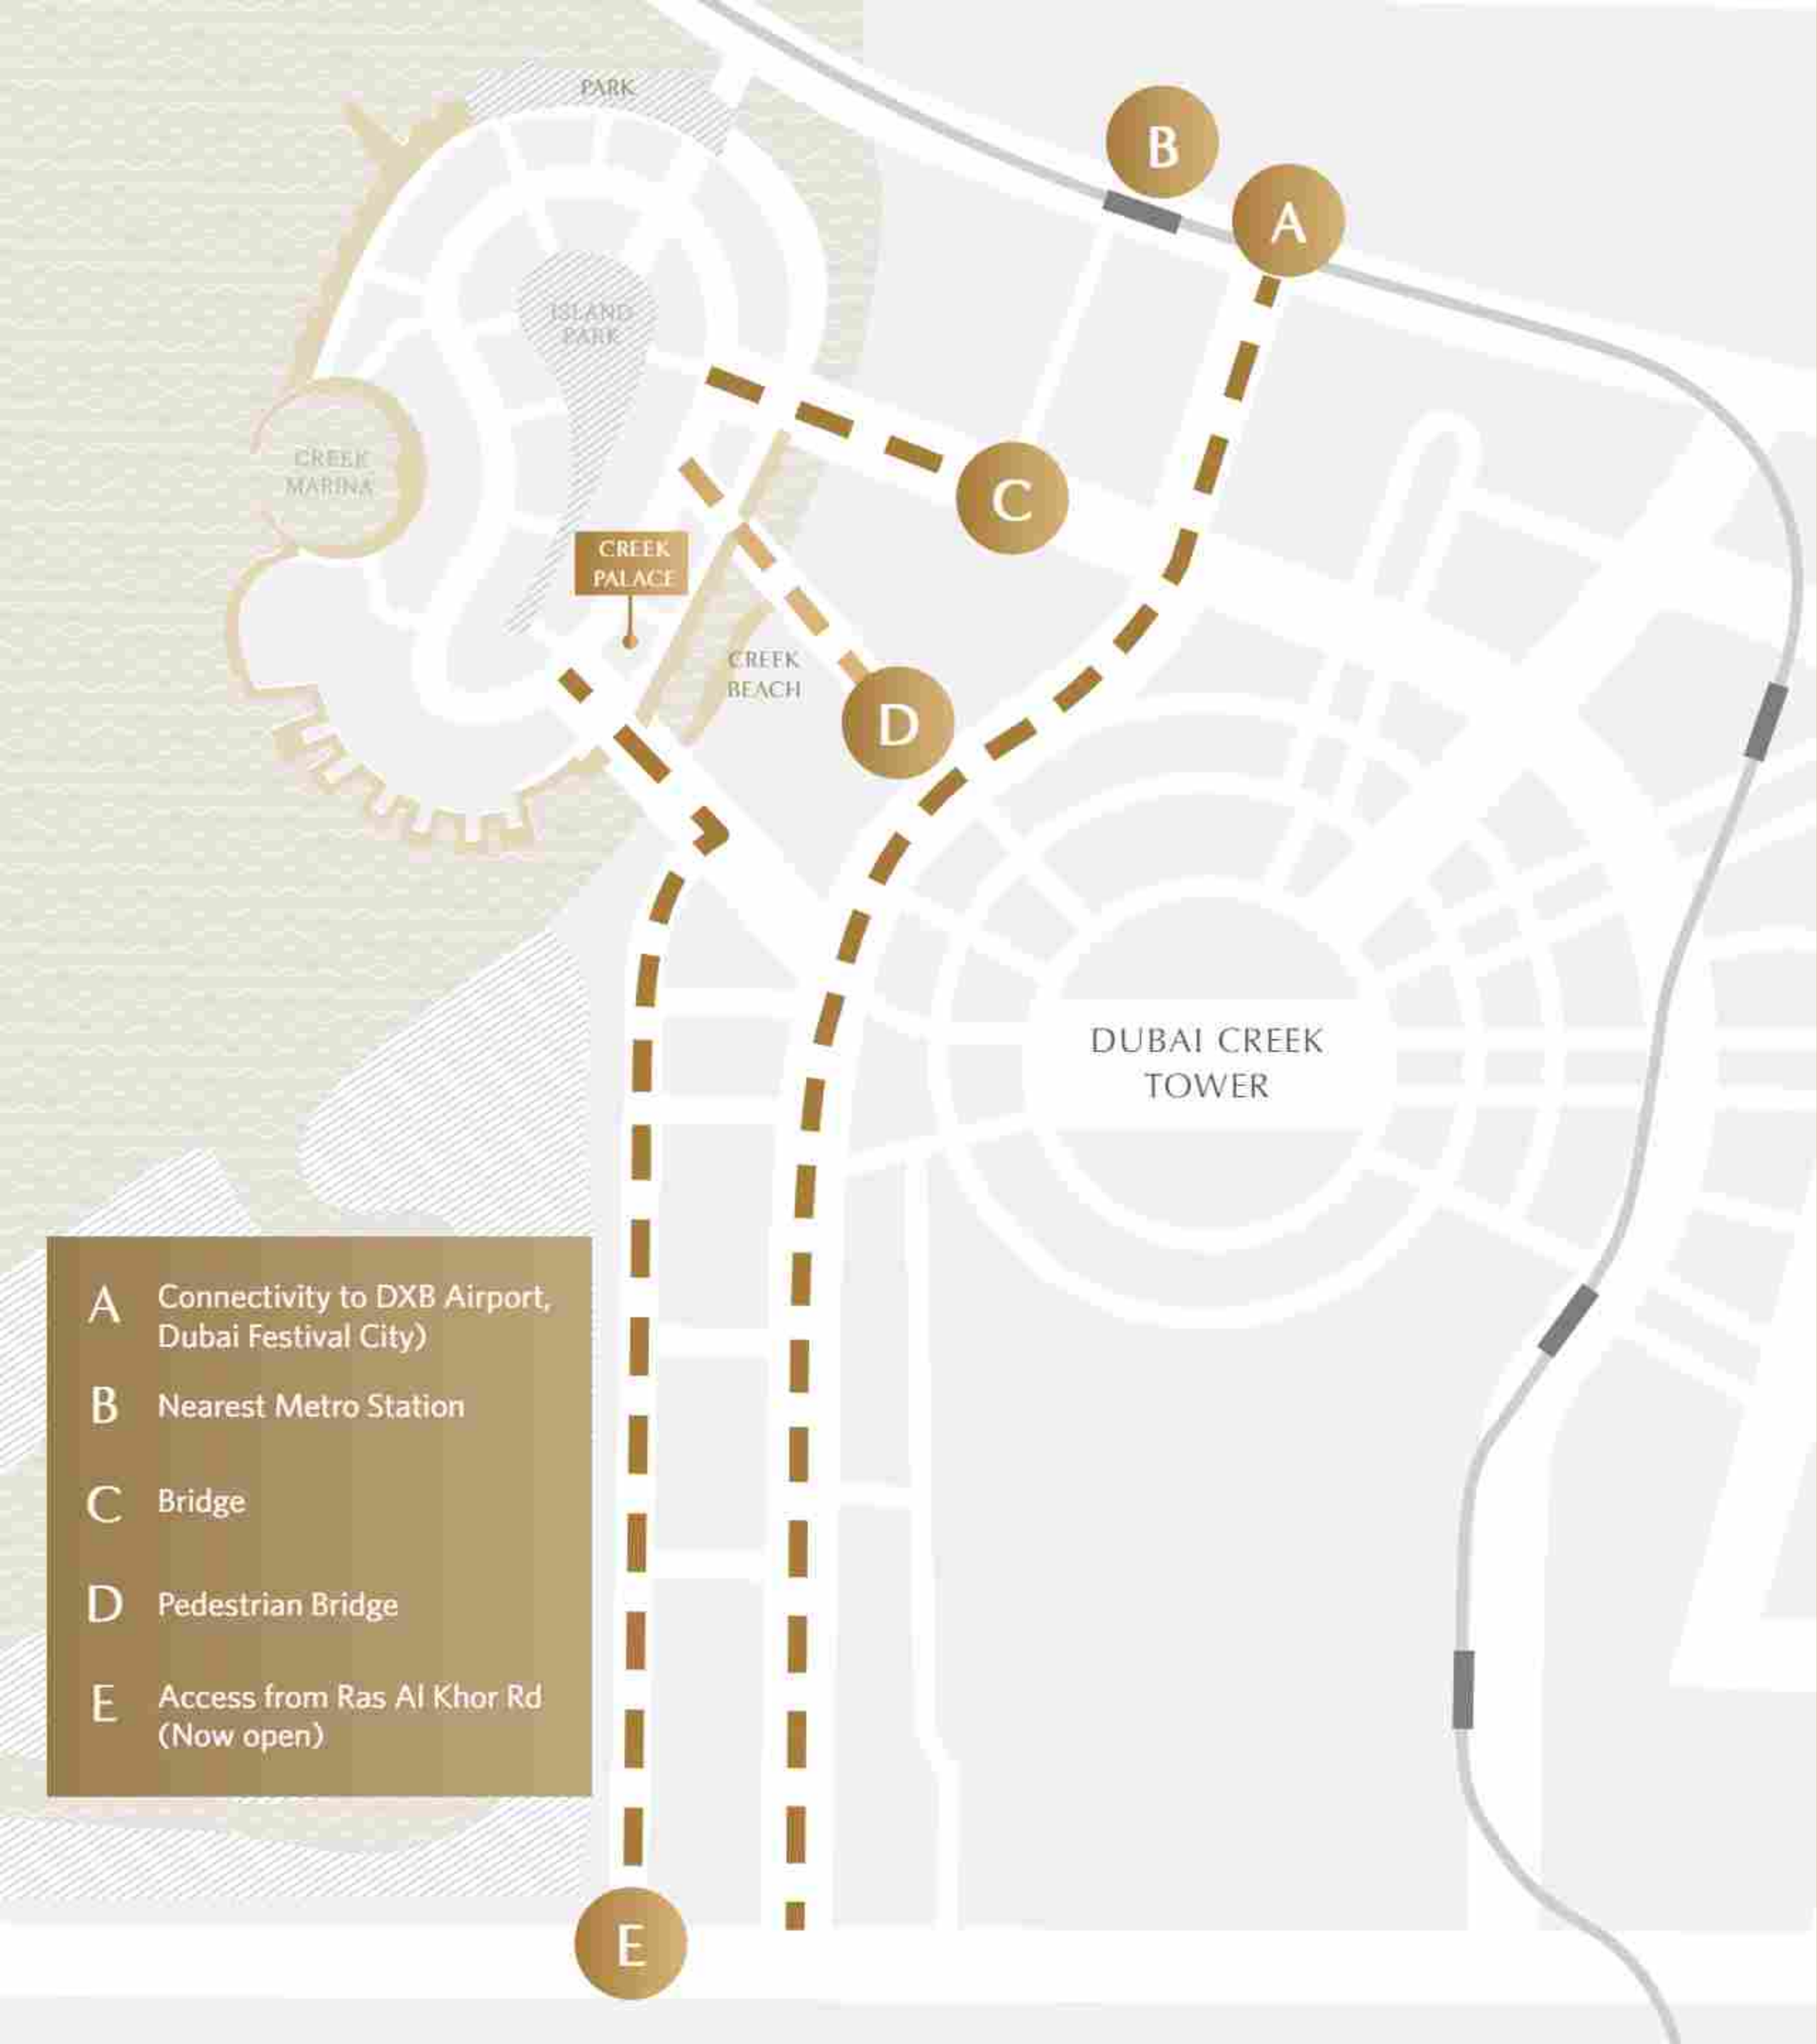 PARK
B
A
ISLAND
PARK
CREEK
MARINA
C
CREEK
PALACE
CREEK
BEACH
D
DUBAI CREEK
TOWER
A Connectivity to DXB Airport,
Dubai Festival City)
B Nearest Metro Station
C Bridge
D Pedestrian Bridge
E Access from Ras Al Khor Rd
(Now open)
E